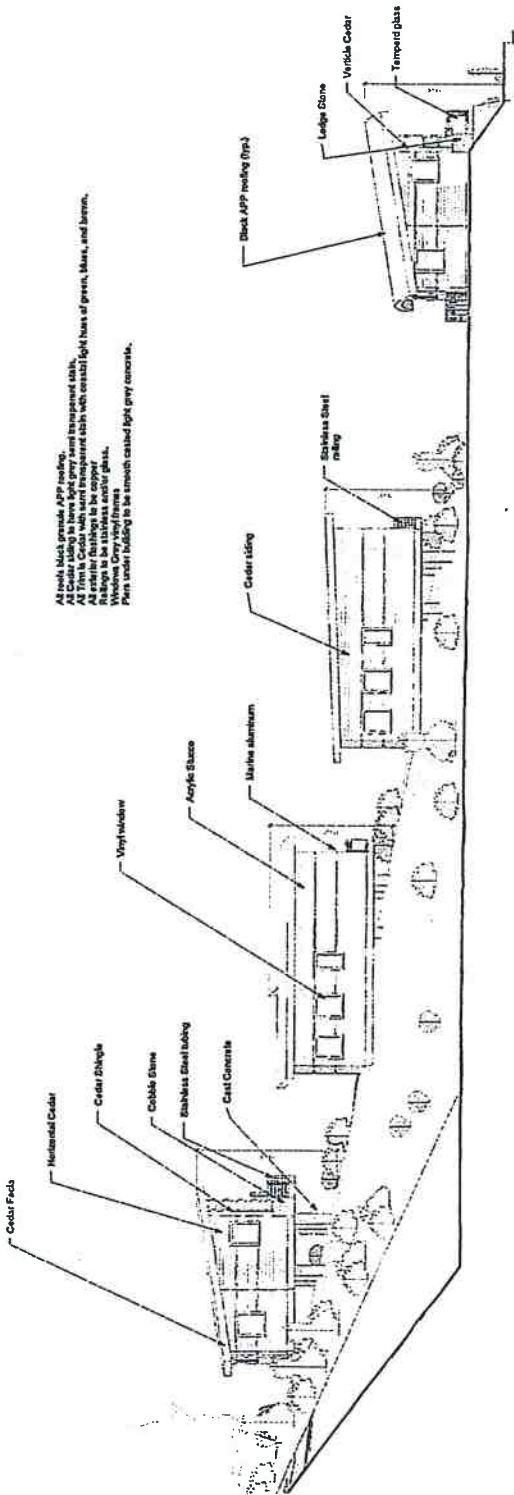 All roofs black granule APP roofing.
All Cedar siding to have light grey semi transparent stain.
All Trim is Cedar with semi transparent stain with coastal light hues of green, blues, and brown.
All exterior flashings to be copper
Railings to be stainless and/or glass.
Windows Grey vinyl frames
Piers under building to be smooth casted light grey concrete.
Cedar Facia
Horizontal Cedar
Cedar Shingle
Cobble Stone
Stainless Steel tubing
Cast Concrete
Vinyl window
Acrylic Stucco
Marine aluminum
Cedar siding
Stainless Steel
railing
Black APP roofing (typ.)
Ledge Stone
Verticle Cedar
Temperd glass